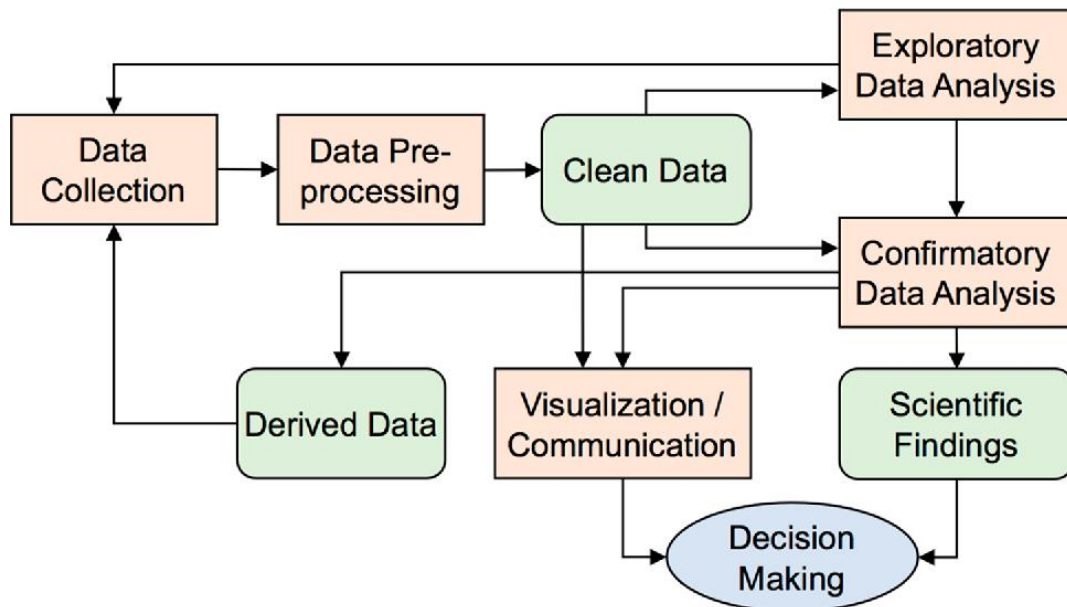 Exploratory
Data Analysis
Data
Collection
Data Pre-
processing
Clean Data
Confirmatory
Data Analysis
Derived Data
Visualization /
Communication
Scientific
Findings
Decision
Making